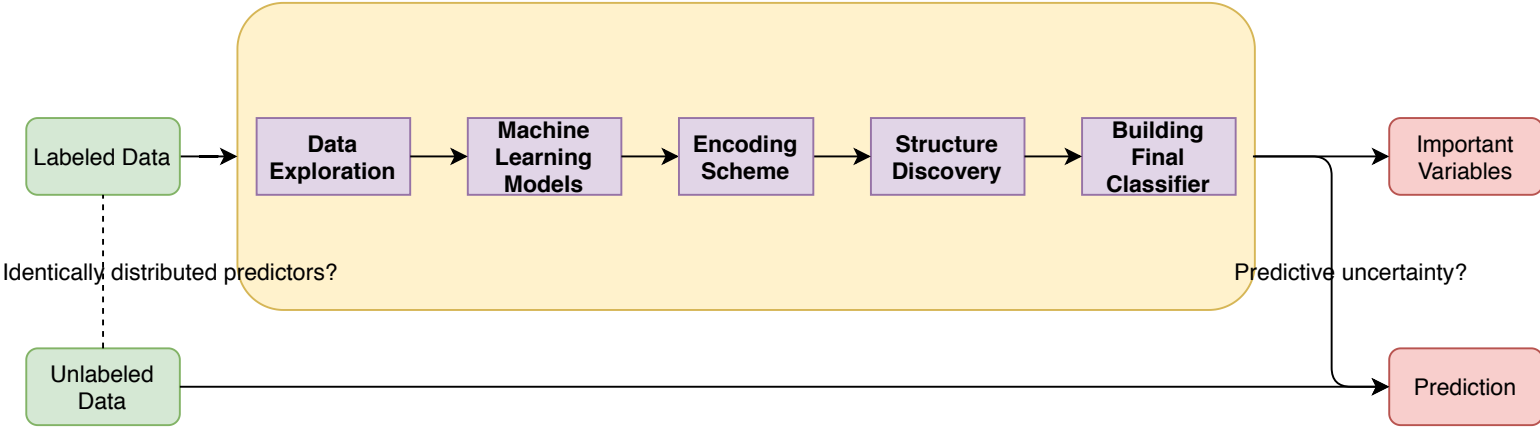 Labeled Data
Data
Exploration
Machine
Learning
Models
Encoding
Scheme
Structure
Discovery
Building
Final
Classifier
Important
Variables
Identically distributed predictors?
Predictive uncertainty?
Unlabeled
Data
Prediction